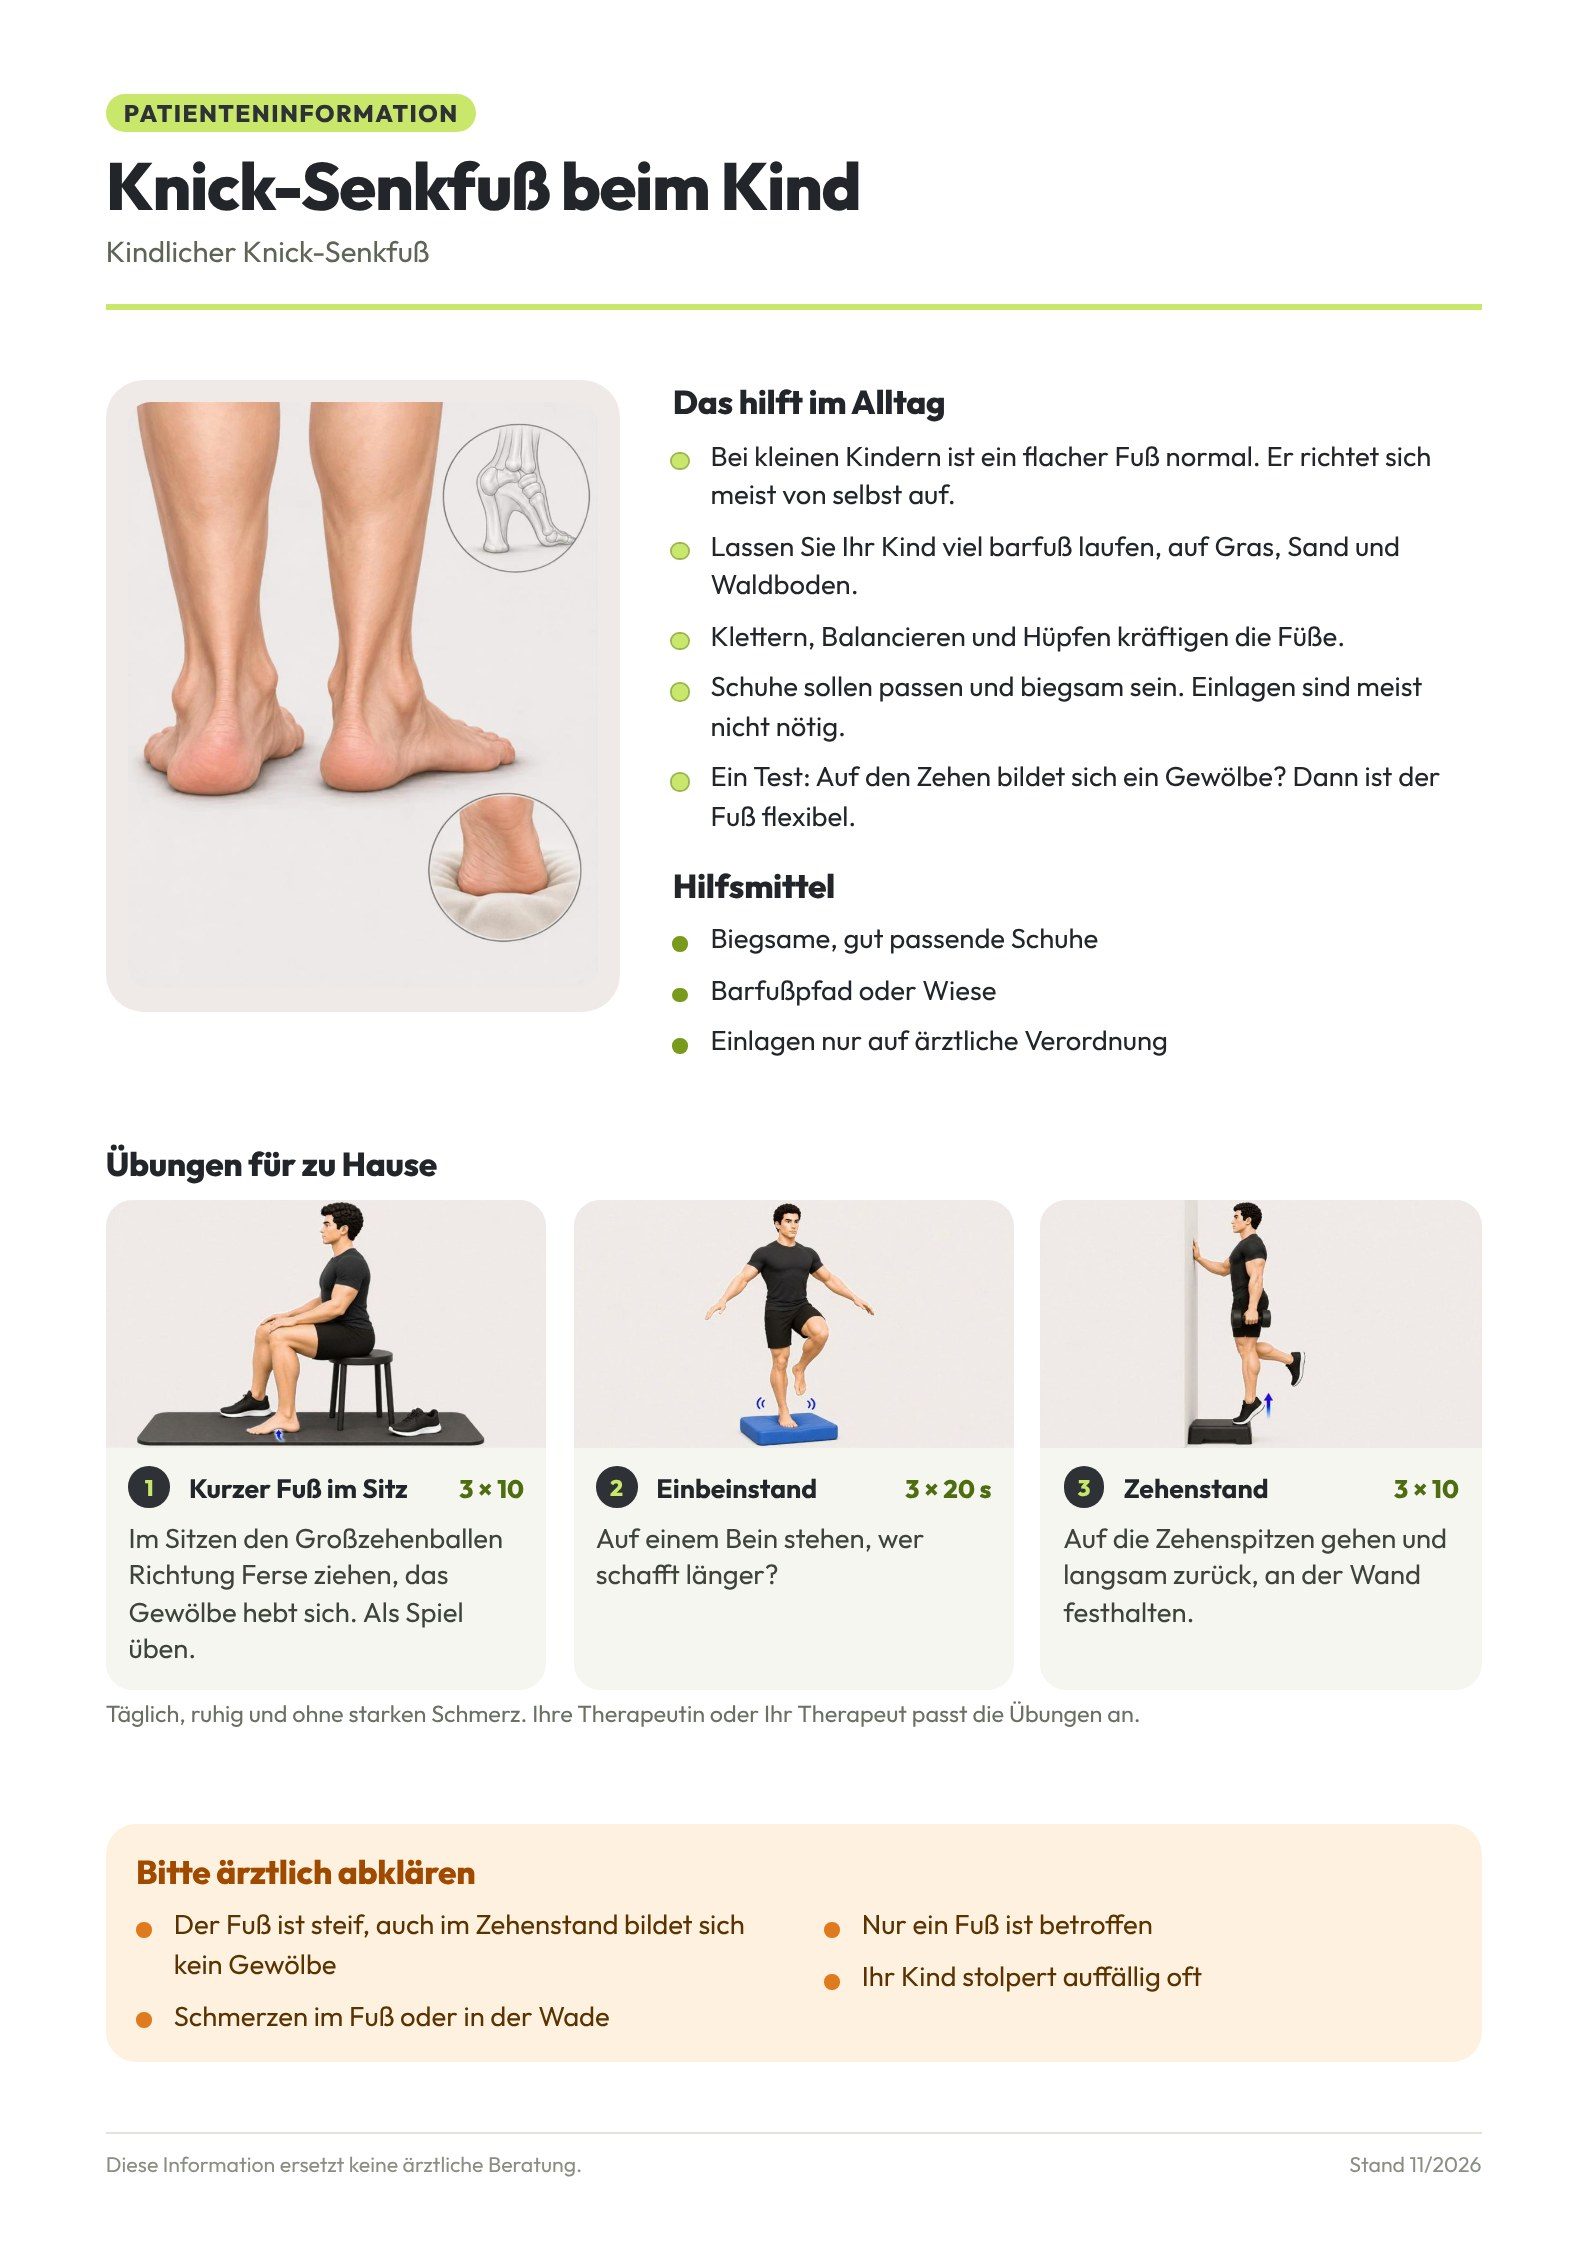 PATIENTENINFORMATION
Knick-Senkfuß beim Kind
Kindlicher Knick-Senkfuß
Das hilft im Alltag
Bei kleinen Kindern ist ein flacher Fuß normal. Er richtet sich
meist von selbst auf.
Lassen Sie Ihr Kind viel barfuß laufen, auf Gras, Sand und
Waldboden.
Klettern, Balancieren und Hüpfen kräftigen die Füße.
Schuhe sollen passen und biegsam sein. Einlagen sind meist
nicht nötig.
Ein Test: Auf den Zehen bildet sich ein Gewölbe? Dann ist der
Fuß flexibel.
Hilfsmittel
Biegsame, gut passende Schuhe
Barfußpfad oder Wiese
Einlagen nur auf ärztliche Verordnung
Übungen für zu Hause
1 Kurzer Fuß im Sitz 3 × 10
Im Sitzen den Großzehenballen
Richtung Ferse ziehen, das
Gewölbe hebt sich. Als Spiel
üben.
2 Einbeinstand 3 × 20 s
Auf einem Bein stehen, wer
schafft länger?
3 Zehenstand 3 × 10
Auf die Zehenspitzen gehen und
langsam zurück, an der Wand
festhalten.
Täglich, ruhig und ohne starken Schmerz. Ihre Therapeutin oder Ihr Therapeut passt die Übungen an.
Bitte ärztlich abklären
Der Fuß ist steif, auch im Zehenstand bildet sich
kein Gewölbe
Schmerzen im Fuß oder in der Wade
Nur ein Fuß ist betroffen
Ihr Kind stolpert auffällig oft
Diese Information ersetzt keine ärztliche Beratung.
Stand 11/2026